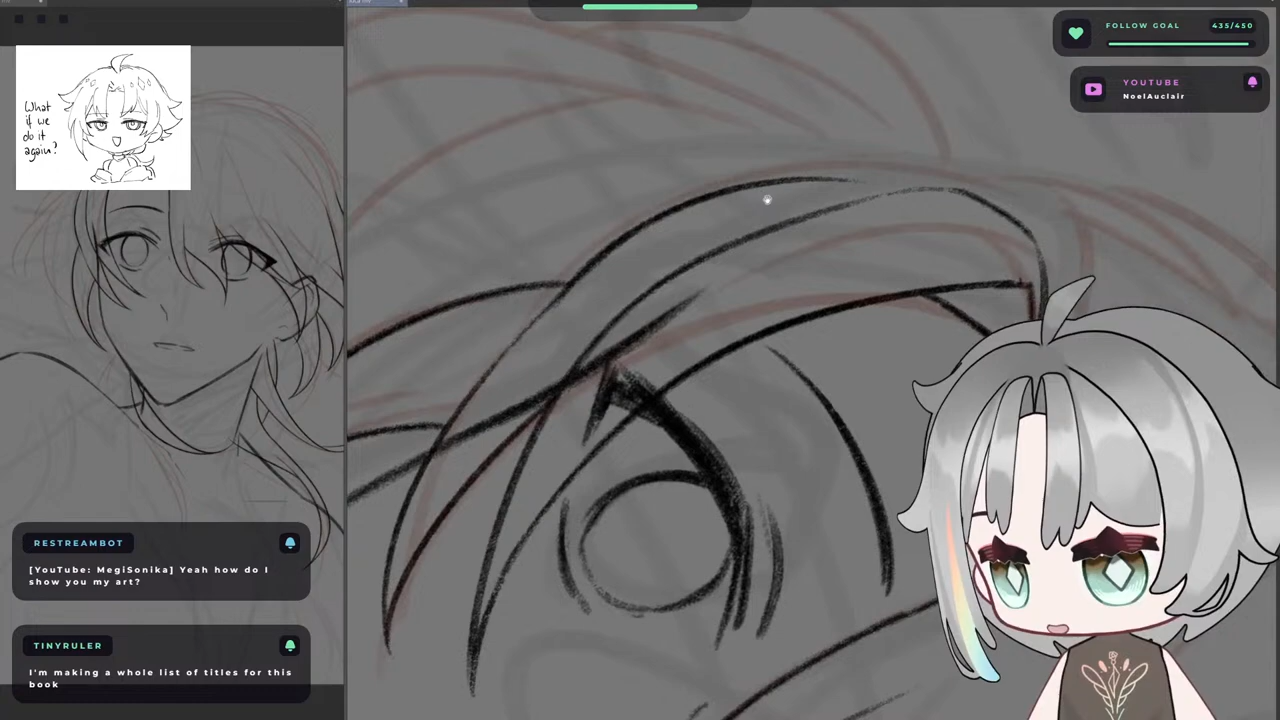 What
if we
do it
again?
FOLLOW GOAL
435/450
YOUTUBE
NoelAuclair
RESTREAMBOT
[YouTube: MegiSonika] Yeah how do I
show you my art?
TINYRULER
I'm making a whole list of titles for this
book